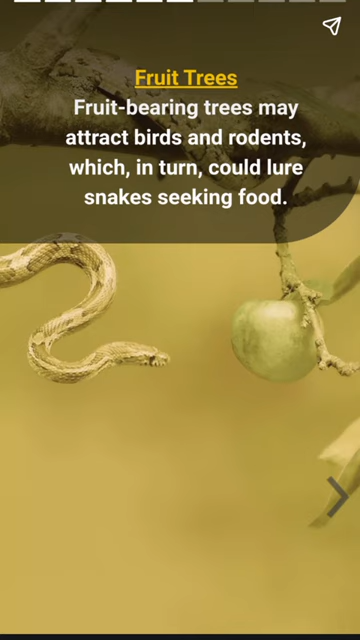 Fruit Trees
Fruit-bearing trees may
attract birds and rodents,
which, in turn, could lure
snakes seeking food.